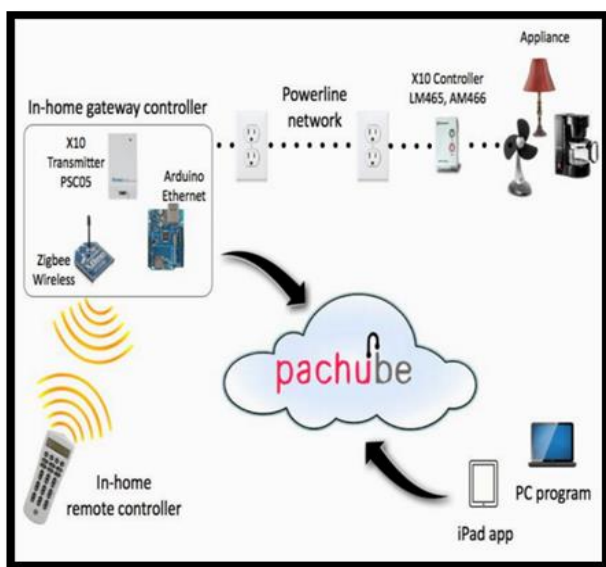 Appliance
X10 Controller
LM465, AM466
Powerline
network
In-home gateway controller
X10
Transmitter
PSC05
Arduino
Ethernet
Zigbee
Wireless
pachube
In-home
remote controller
PC program
iPad app